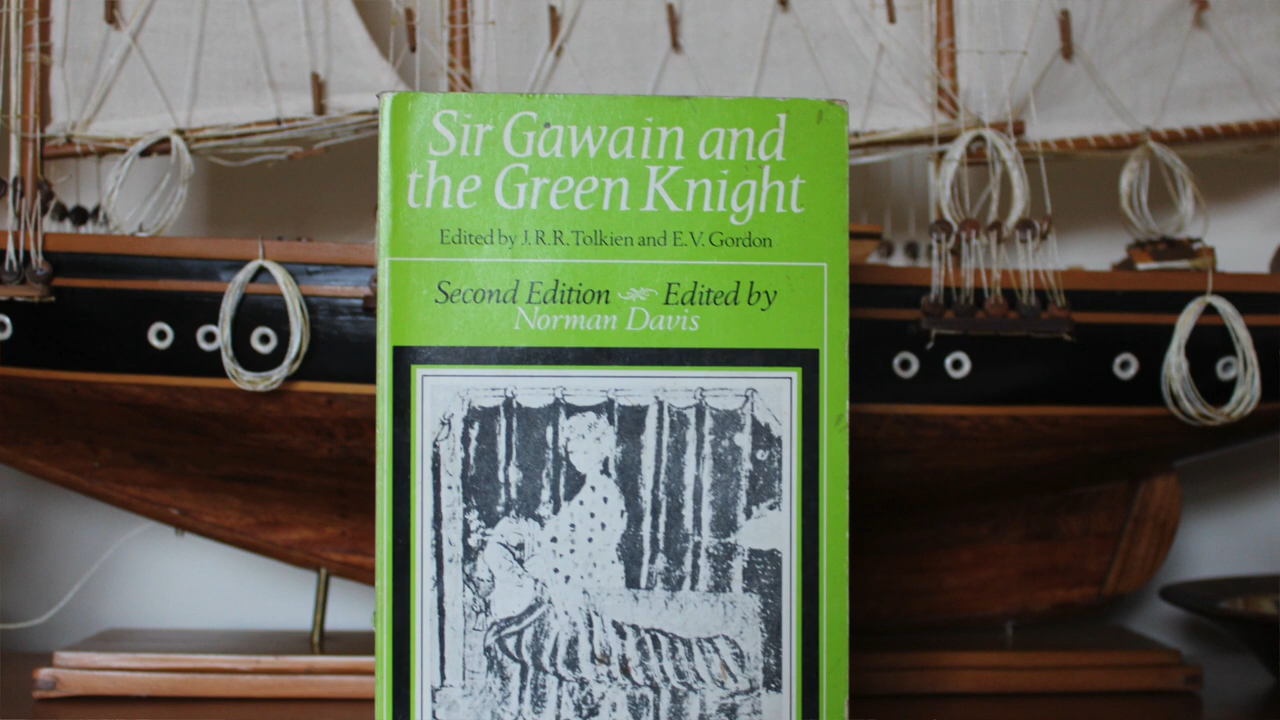 Sir Gawain and
the Green Knight
Edited by J.R.R. Tolkien and E.V. Gordon
Second Edition Edited by
Norman Davis